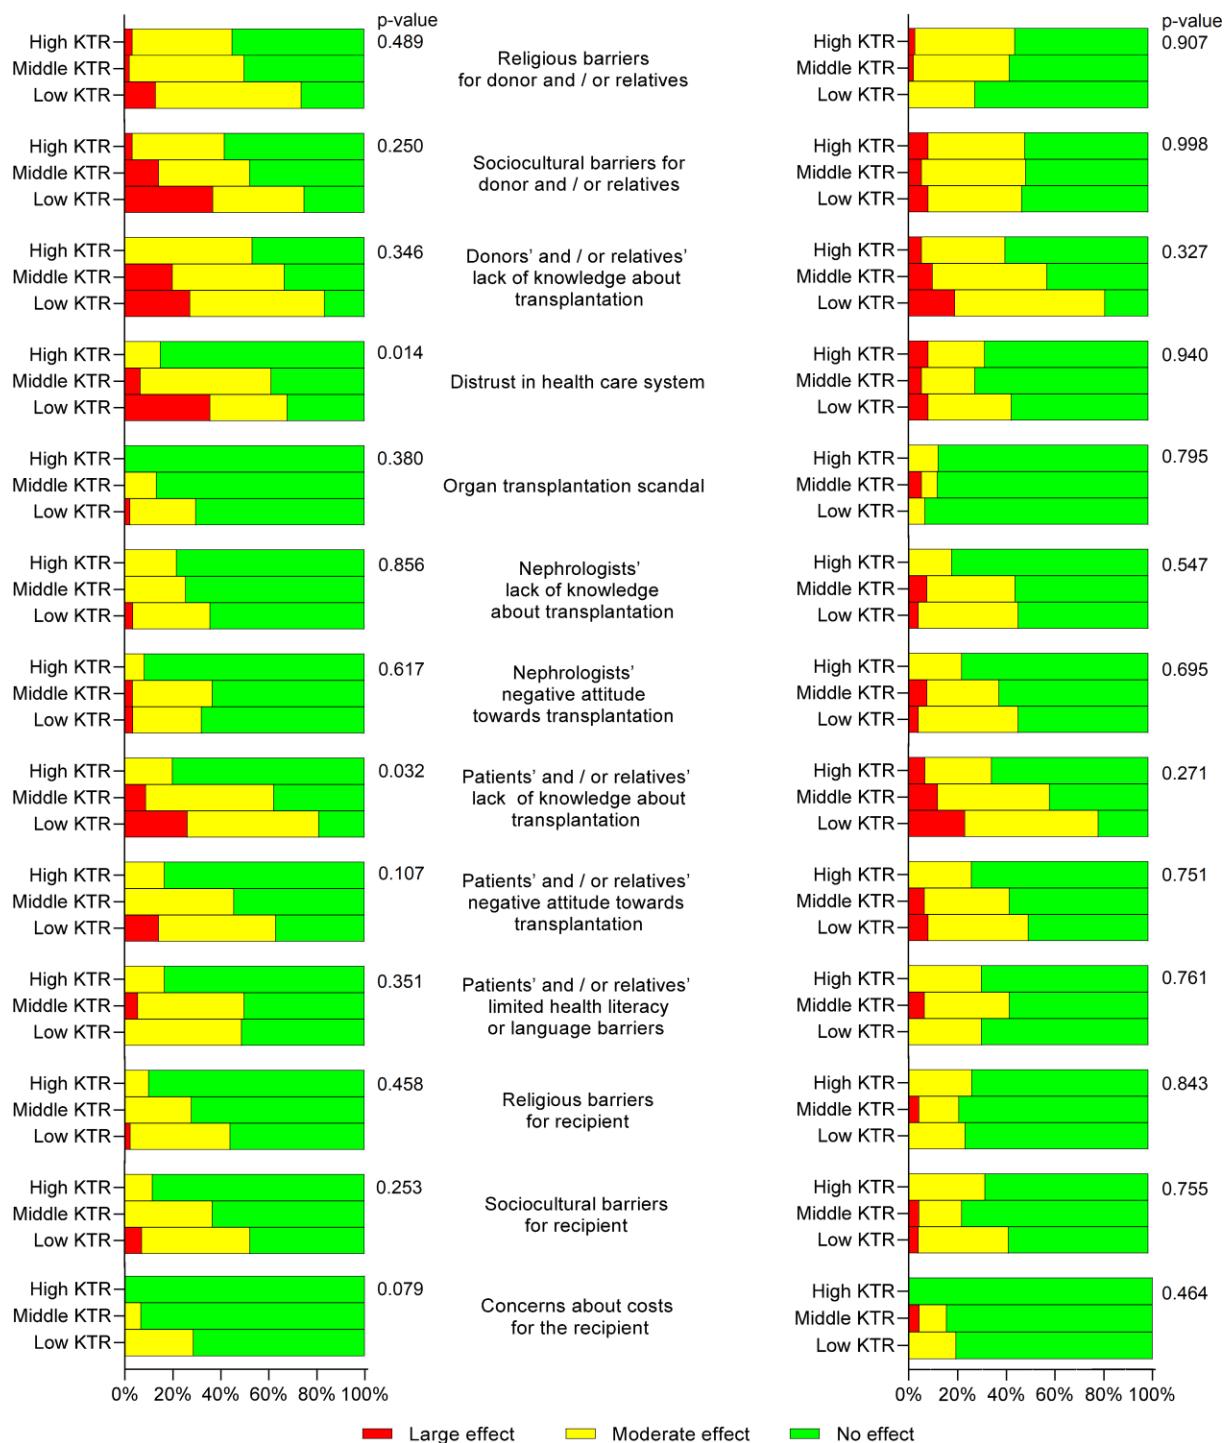 p-value
p-value
High KTR
0.489
Religious barriers
High KTR
0.907
Middle KTR
for donor and / or relatives
Middle KTR
Low KTR
Low KTR
High KTR
0.250
Sociocultural barriers for
High KTR
0.998
Middle KTR
donor and / or relatives
Middle KTR
Low KTR
Low KTR
High KTR
0.346
Donors' and / or relatives'
High KTR
0.327
Middle KTR
lack of knowledge about
Middle KTR
Low KTR
transplantation
Low KTR
High KTR
0.014
High KTR
0.940
Middle KTR
Distrust in health care system
Middle KTR
Low KTR
Low KTR
High KTR
0.380
High KTR
0.795
Middle KTR
Organ transplantation scandal
Middle KTR
Low KTR
Low KTR
High KTR
0.856
Nephrologists'
High KTR
0.547
Middle KTR
lack of knowledge
Middle KTR
Low KTR
about transplantation
Low KTR
High KTR
0.617
Nephrologists'
High KTR
0.695
Middle KTR
negative attitude
Middle KTR
Low KTR
towards transplantation
Low KTR
High KTR
0.032
Patients' and / or relatives'
High KTR
0.271
Middle KTR
lack of knowledge about
Middle KTR
Low KTR
transplantation
Low KTR
High KTR
0.107
Patients' and / or relatives'
High KTR
0.751
Middle KTR
negative attitude towards
Middle KTR
Low KTR
transplantation
Low KTR
High KTR
0.351
Patients' and / or relatives'
High KTR
0.761
Middle KTR
limited health literacy
Middle KTR
Low KTR
or language barriers
Low KTR
High KTR
0.458
Religious barriers
High KTR
0.843
Middle KTR
for recipient
Middle KTR
Low KTR
Low KTR
High KTR
0.253
Sociocultural barriers
High KTR
0.755
Middle KTR
for recipient
Middle KTR
Low KTR
Low KTR
High KTR
0.079
Concerns about costs
High KTR
0.464
Middle KTR
for the recipient
Middle KTR
Low KTR
Low KTR
0% 20% 40% 60% 80% 100%
0% 20% 40% 60% 80% 100%
Large effect Moderate effect No effect